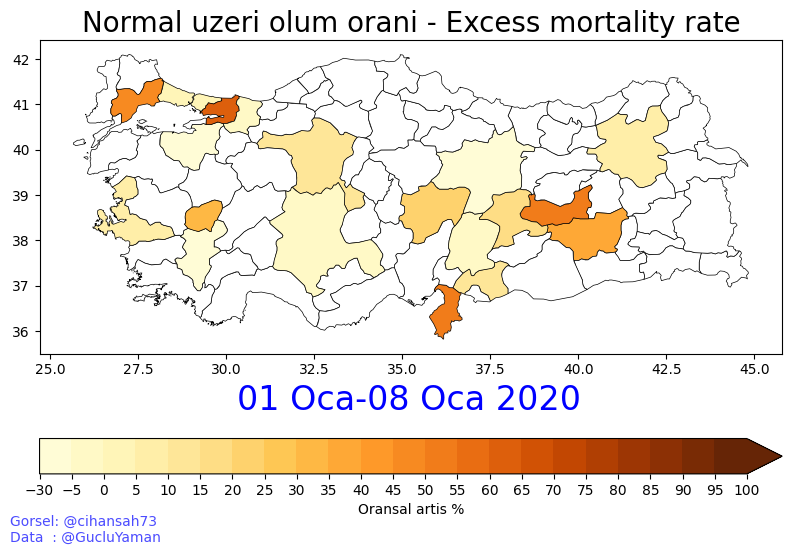 Normal uzeri olum orani - Excess mortality rate
42
41
40
39
38
37
36
25.0 27.5 30.0 32.5 35.0 37.5 40.0 42.5 45.0
01 Oca-08 Oca 2020
−30 −5 0 5 10 15 20 25 30 35 40 45 50 55 60 65 70 75 80 85 90 95 100
Oransal artis %
Gorsel: @cihansah73
Data : @GucluYaman